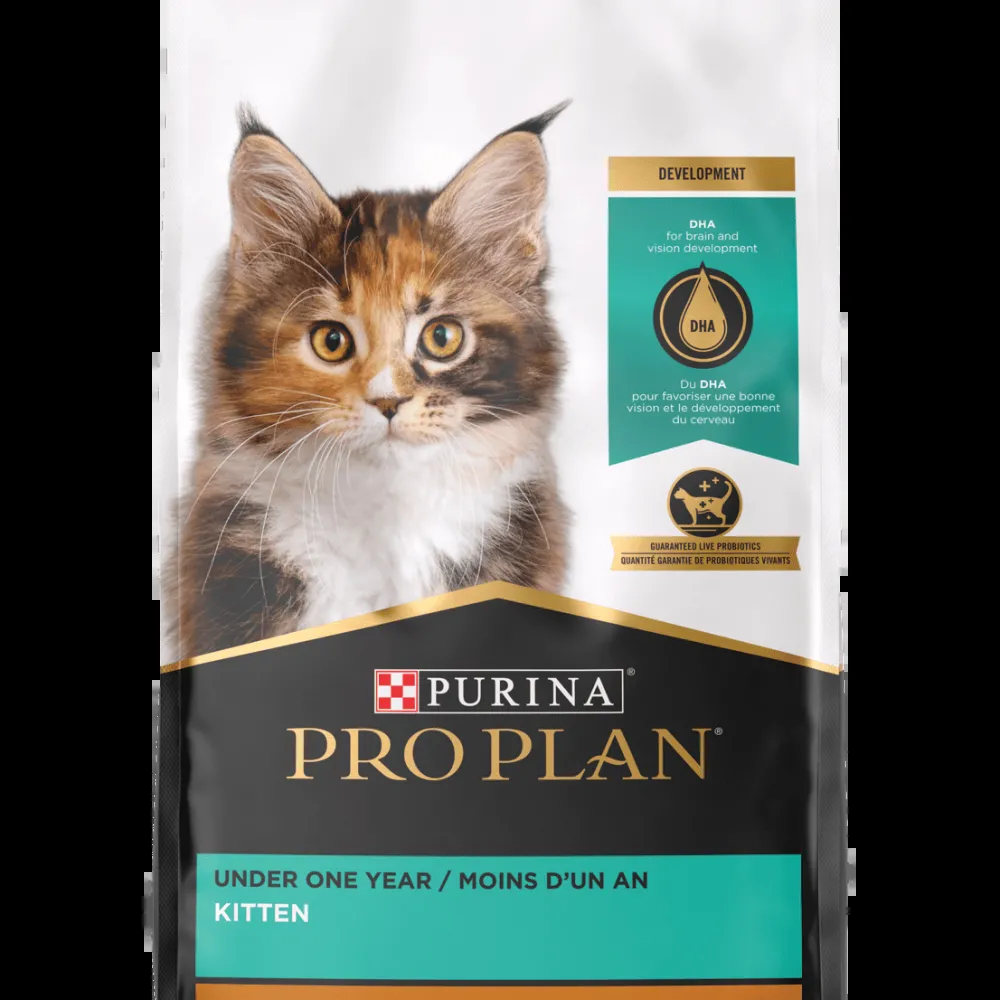 DEVELOPMENT
DHA
for brain and
vision development
DHA
Du DHA
pour favoriser une bonne
vision et le développement
du cerveau
GUARANTEED LIVE PROBIOTICS
QUANTITÉ GARANTIE DE PROBIOTIQUES VIVANTS
PURINA®
PRO PLAN®
UNDER ONE YEAR / MOINS D'UN AN
KITTEN